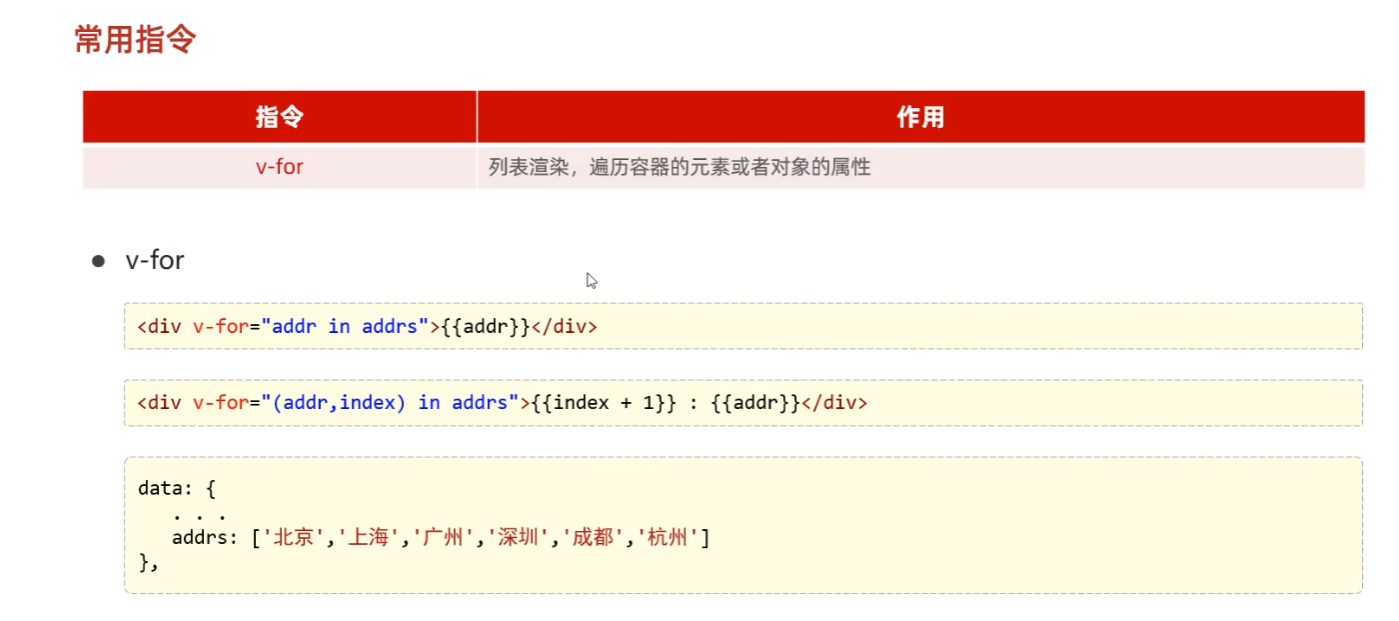 常用指令
指令 作用
v-for 列表渲染，遍历容器的元素或者对象的属性
● v-for
<div v-for="addr in addrs">{{addr}}</div>
<div v-for="(addr,index) in addrs">{{index + 1}} : {{addr}}</div>
data: {
. . .
addrs: ['北京','上海','广州','深圳','成都','杭州']
},